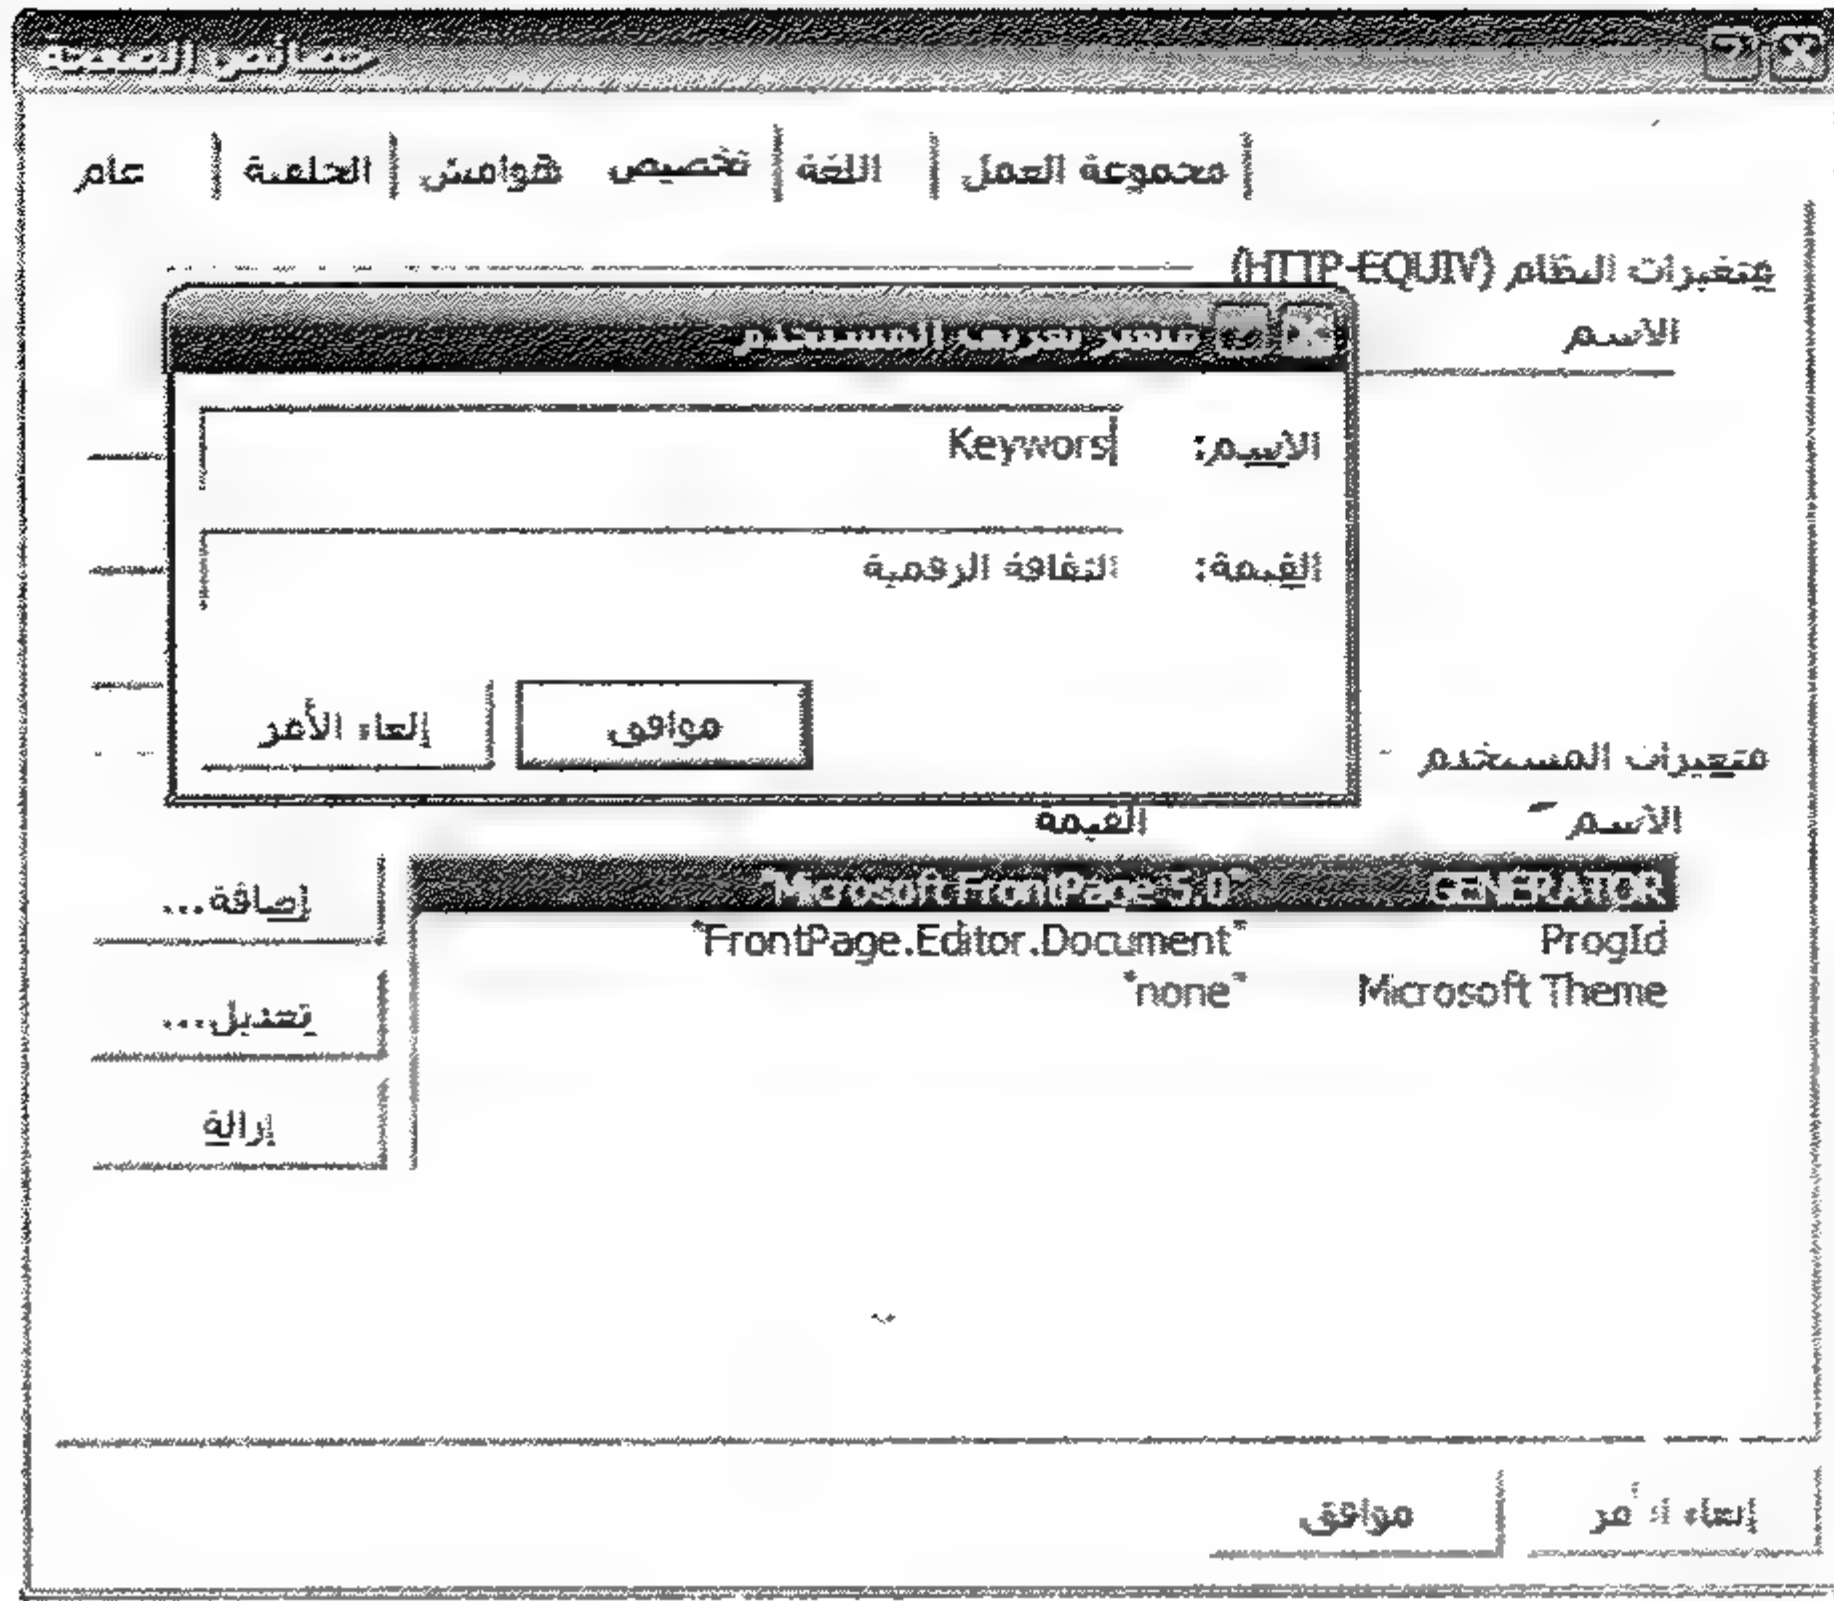 خصائص الصفحة
عام الخلفية هوامش تخصيص اللغة مجموعة العمل
متغيرات النظام (HTTP-EQUIV)
الاسم
متغير تعريف المستخدم
الاسم: Keywors
القيمة: الثقافة الرقمية
موافق إلغاء الأمر
متغيرات المستخدم
الاسم القيمة
GENERATOR "Microsoft FrontPage 5.0"
ProgId "FrontPage.Editor.Document"
Microsoft Theme "none"
إضافة...
تعديل...
إزالة
إلغاء الأمر موافق